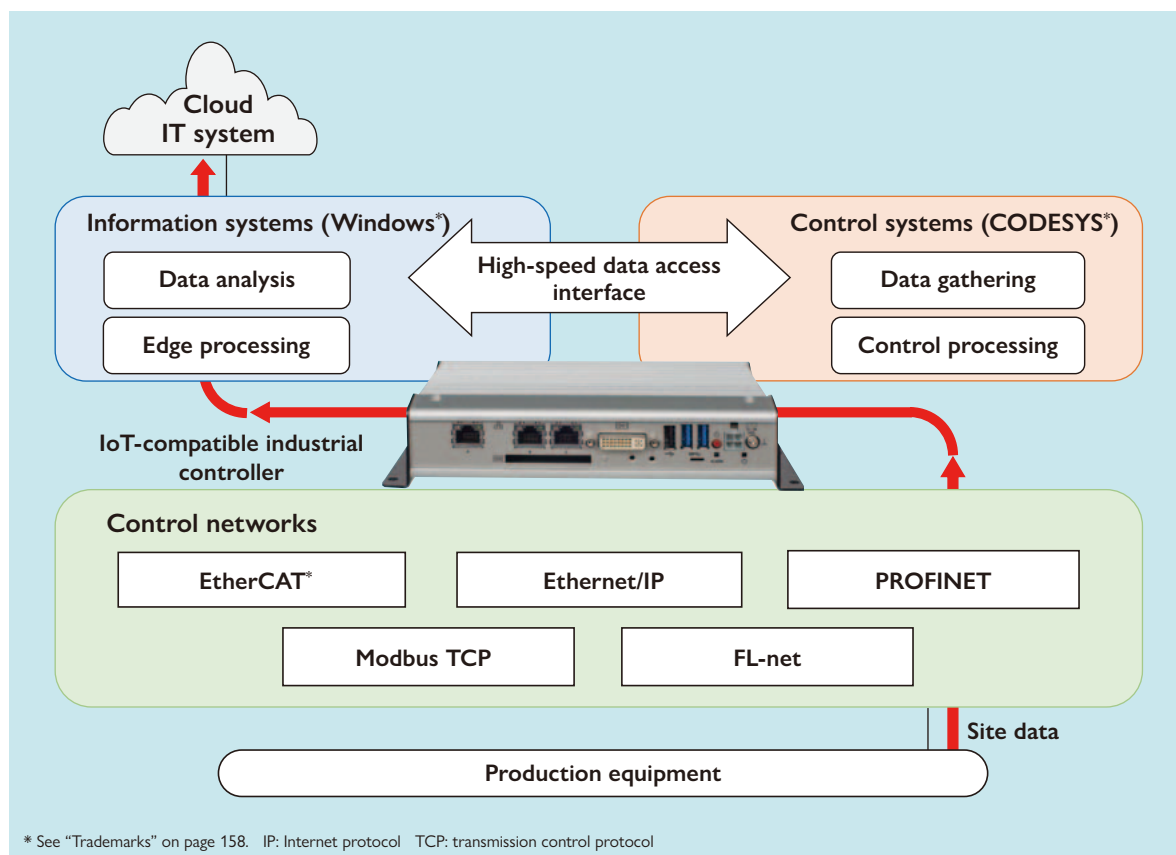 Cloud
IT system
Information systems (Windows*)
Control systems (CODESYS*)
Data analysis
Edge processing
High-speed data access
interface
Data gathering
Control processing
IoT-compatible industrial
controller
Control networks
EtherCAT*
Ethernet/IP
PROFINET
Modbus TCP
FL-net
Site data
Production equipment
* See “Trademarks” on page 158. IP: Internet protocol TCP: transmission control protocol